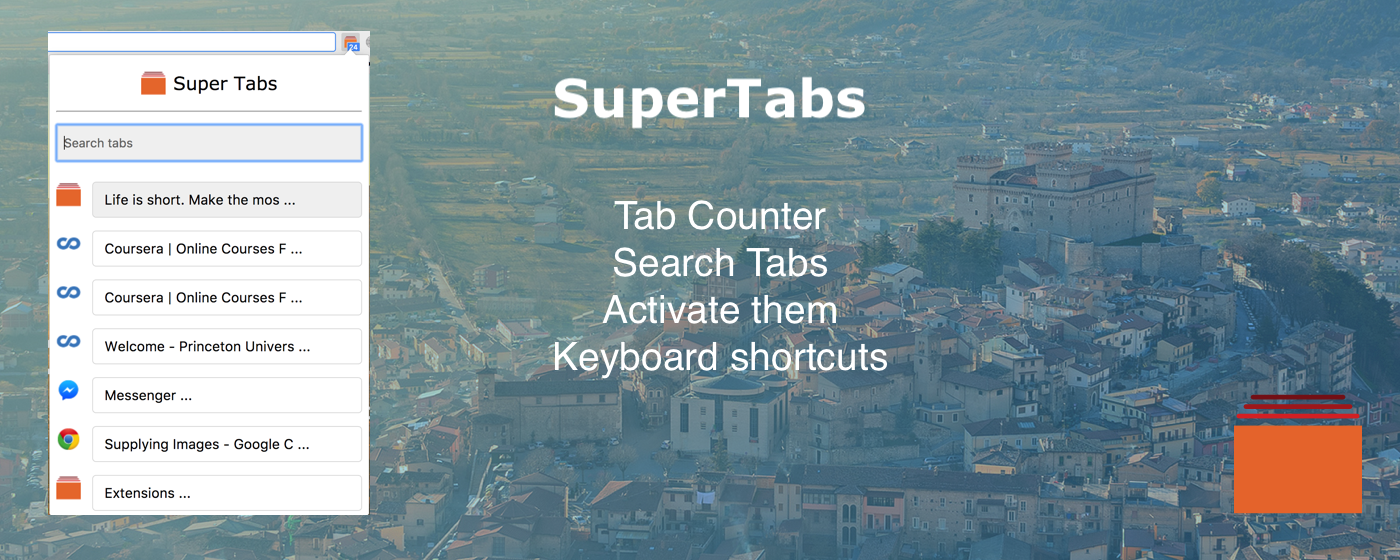 24
Super Tabs
Search tabs
Life is short. Make the mos ...
Coursera | Online Courses F ...
Coursera | Online Courses F ...
Welcome - Princeton Univers ...
Messenger ...
Supplying Images - Google C ...
Extensions ...
SuperTabs
Tab Counter
Search Tabs
Activate them
Keyboard shortcuts